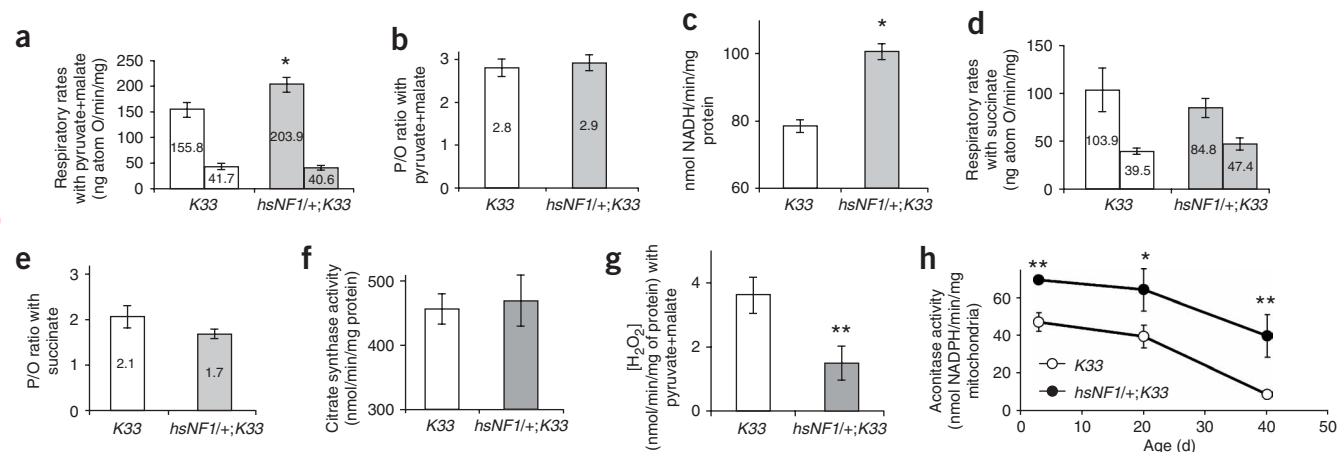 a
Respiratory rates
with pyruvate+malate
(ng atom O/min/mg)
250
200
150
100
50
0
155.8
41.7
*
203.9
40.6
K33
hsNF1/+;K33
b
P/O ratio with
pyruvate+malate
3
2
1
0
2.8
2.9
K33
hsNF1/+;K33
c
nmol NADH/min/mg
protein
100
80
60
*
K33
hsNF1/+;K33
d
Respiratory rates
with succinate
(ng atom O/min/mg)
150
100
50
0
103.9
39.5
84.8
47.4
K33
hsNF1/+;K33
e
P/O ratio with
succinate
3
2
1
0
2.1
1.7
K33
hsNF1/+;K33
f
Citrate synthase activity
(nmol/min/mg protein)
500
400
300
K33
hsNF1/+;K33
g
[H2O2]
(nmol/min/mg of protein) with
pyruvate+malate
4
2
0
**
K33
hsNF1/+;K33
h
Aconitase activity
(nmol NADPH/min/mg
mitochondria)
60
40
20
0
**
*
**
K33
hsNF1/+;K33
0
10
20
30
40
50
Age (d)